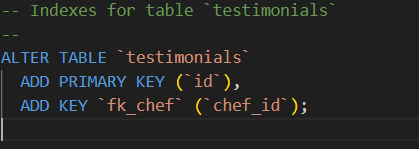 -- Indexes for table `testimonials`
--
ALTER TABLE `testimonials`
  ADD PRIMARY KEY (`id`),
  ADD KEY `fk_chef` (`chef_id`);